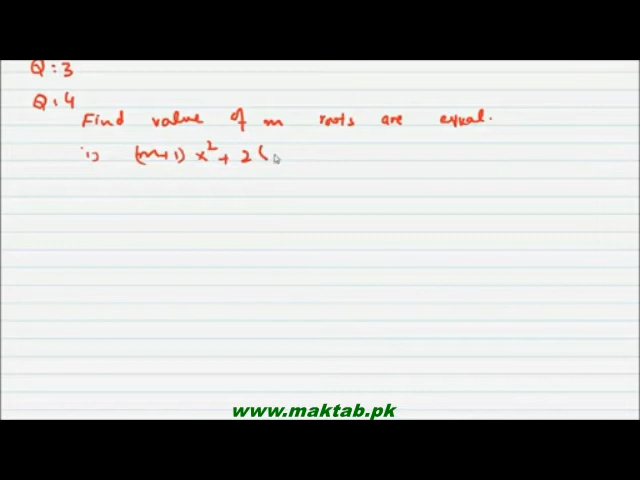 Q : 3
Q : 4
Find value of m roots are equal.
i) (m+1) x² + 2 (
www.maktab.pk